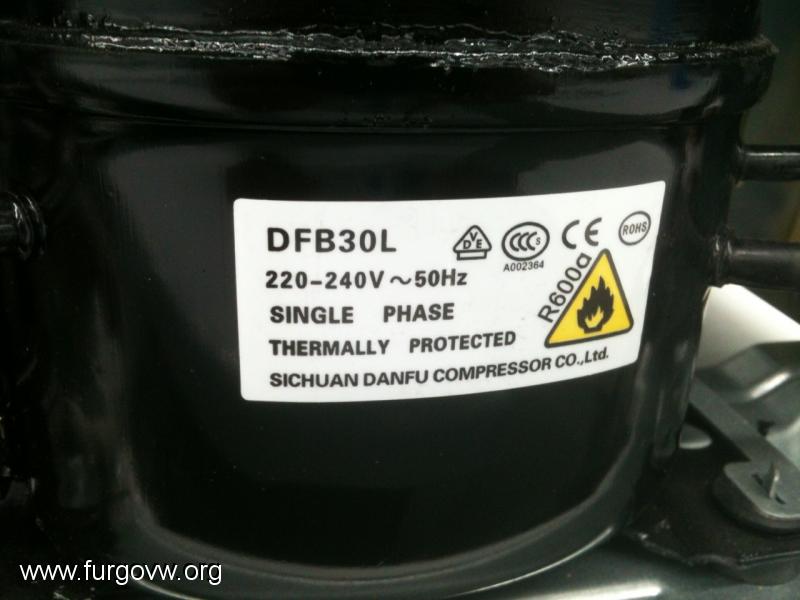 DFB30L
VDE
CCC S
A002364
CE
ROHS
220-240V ~ 50Hz
SINGLE PHASE
THERMALLY PROTECTED
SICHUAN DANFU COMPRESSOR CO.,Ltd.
R600a
www.furgovw.org